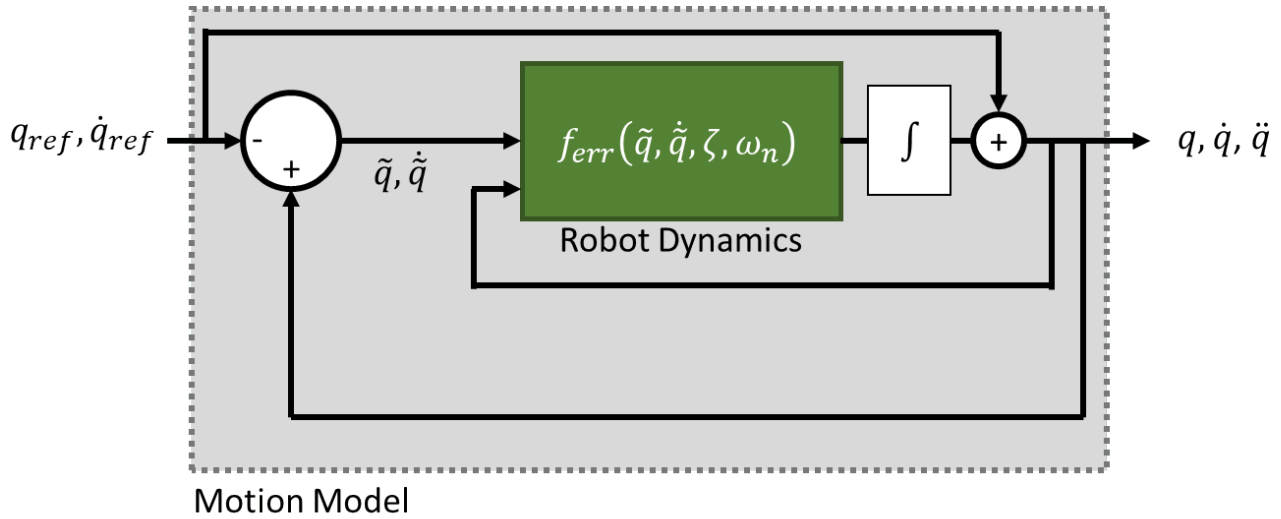 q_ref, q̇_ref
-
+
q̃, q̃̇
f_err(q̃, q̃̇, ζ, ω_n)
∫
+
q, q̇, q̈
Robot Dynamics
Motion Model